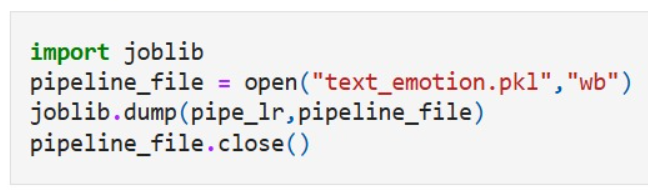 import joblib
pipeline_file = open("text_emotion.pkl","wb")
joblib.dump(pipe_lr,pipeline_file)
pipeline_file.close()